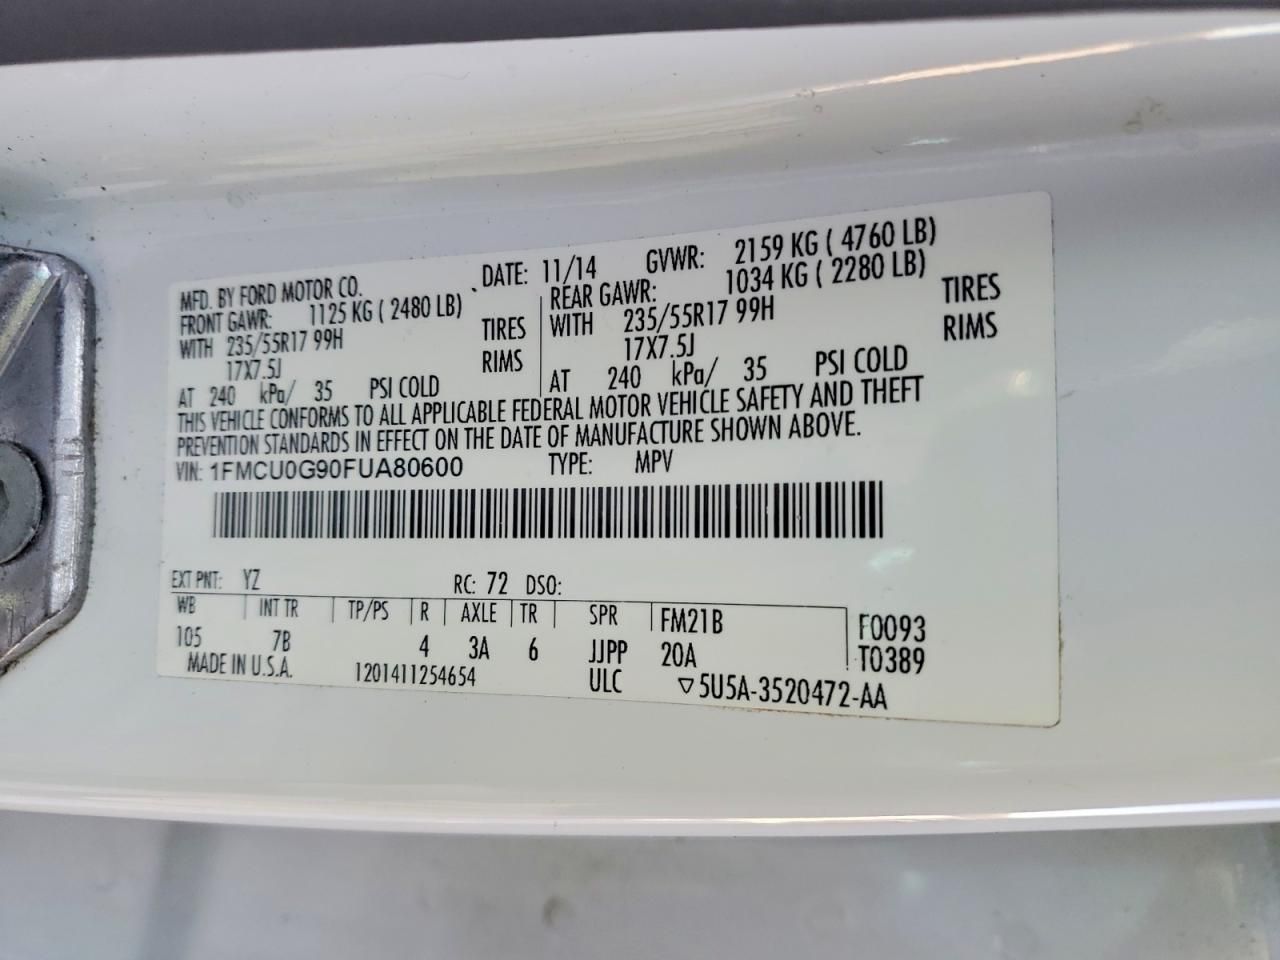 MFD. BY FORD MOTOR CO. DATE: 11/14 GVWR: 2159 KG ( 4760 LB)
FRONT GAWR: 1125 KG ( 2480 LB) REAR GAWR: 1034 KG ( 2280 LB)
WITH 235/55R17 99H TIRES WITH 235/55R17 99H TIRES
17X7.5J RIMS 17X7.5J RIMS
AT 240 kPa/ 35 PSI COLD AT 240 kPa/ 35 PSI COLD
THIS VEHICLE CONFORMS TO ALL APPLICABLE FEDERAL MOTOR VEHICLE SAFETY AND THEFT
PREVENTION STANDARDS IN EFFECT ON THE DATE OF MANUFACTURE SHOWN ABOVE.
VIN: 1FMCU0G90FUA80600 TYPE: MPV
EXT PNT: YZ RC: 72 DSO:
WB INT TR TP/PS R AXLE TR SPR FM21B F0093
105 7B 4 3A 6 JJPP 20A T0389
MADE IN U.S.A. 1201411254654 ULC ▽5U5A-3520472-AA